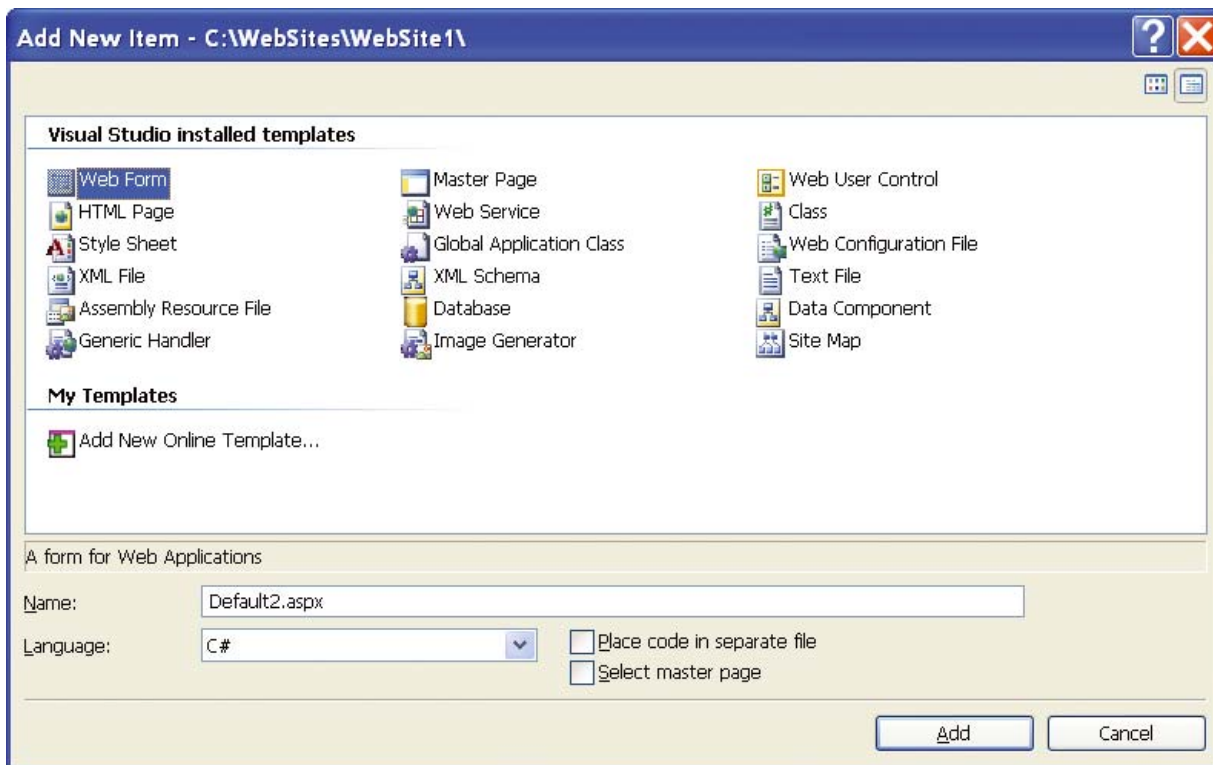 Add New Item - C:\WebSites\WebSite1\
Visual Studio installed templates
Web Form Master Page Web User Control
HTML Page Web Service Class
Style Sheet Global Application Class Web Configuration File
XML File XML Schema Text File
Assembly Resource File Database Data Component
Generic Handler Image Generator Site Map
My Templates
Add New Online Template...
A form for Web Applications
Name: Default2.aspx
Language: C# Place code in separate file
Select master page
Add Cancel